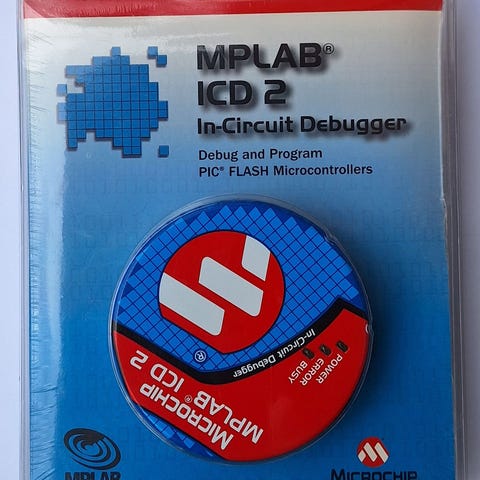 MPLAB®
ICD 2
In-Circuit Debugger
Debug and Program
PIC® FLASH Microcontrollers
In-Circuit Debugger
POWER
ERROR
BUSY
®
MICROCHIP
MPLAB® ICD 2
MPLAB
MICROCHIP